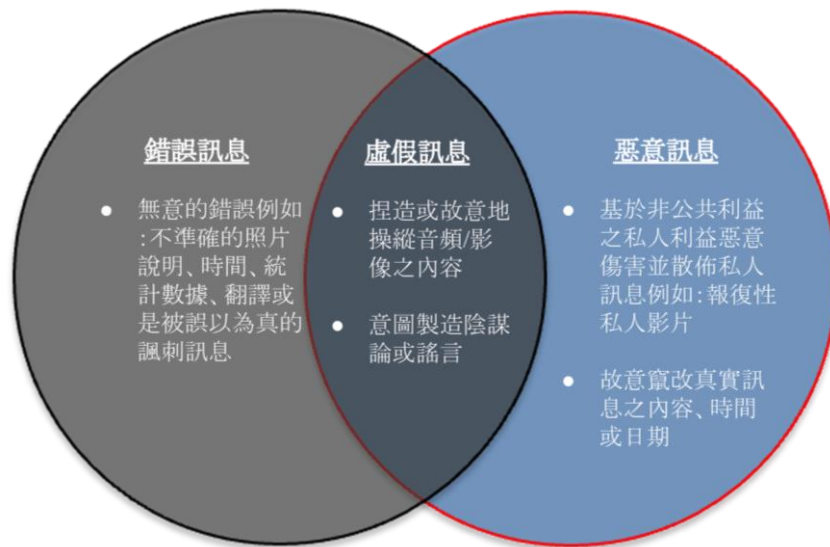 錯誤訊息
● 無意的錯誤例如
:不準確的照片
說明、時間、統
計數據、翻譯或
是被誤以為真的
諷刺訊息
虛假訊息
● 捏造或故意地
操縱音頻/影
像之內容
● 意圖製造陰謀
論或謠言
惡意訊息
● 基於非公共利益
之私人利益惡意
傷害並散佈私人
訊息例如:報復性
私人影片
● 故意竄改真實訊
息之內容、時間
或日期